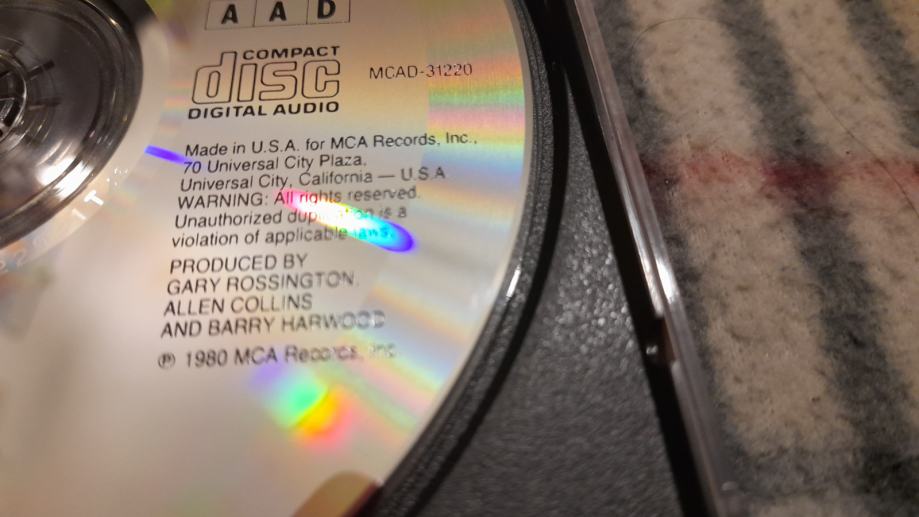 A A D
COMPACT
disc
DIGITAL AUDIO
MCAD-31220
Made in U.S.A. for MCA Records, Inc.,
70 Universal City Plaza,
Universal City, California — U.S.A.
WARNING: All rights reserved.
Unauthorized duplication is a
violation of applicable laws.
PRODUCED BY
GARY ROSSINGTON,
ALLEN COLLINS
AND BARRY HARWOOD
℗ 1980 MCA Records, Inc.